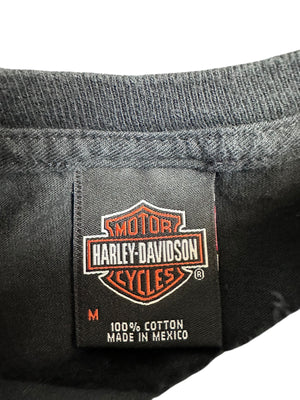 MOTOR
HARLEY-DAVIDSON
CYCLES ®
M
100% COTTON
MADE IN MEXICO